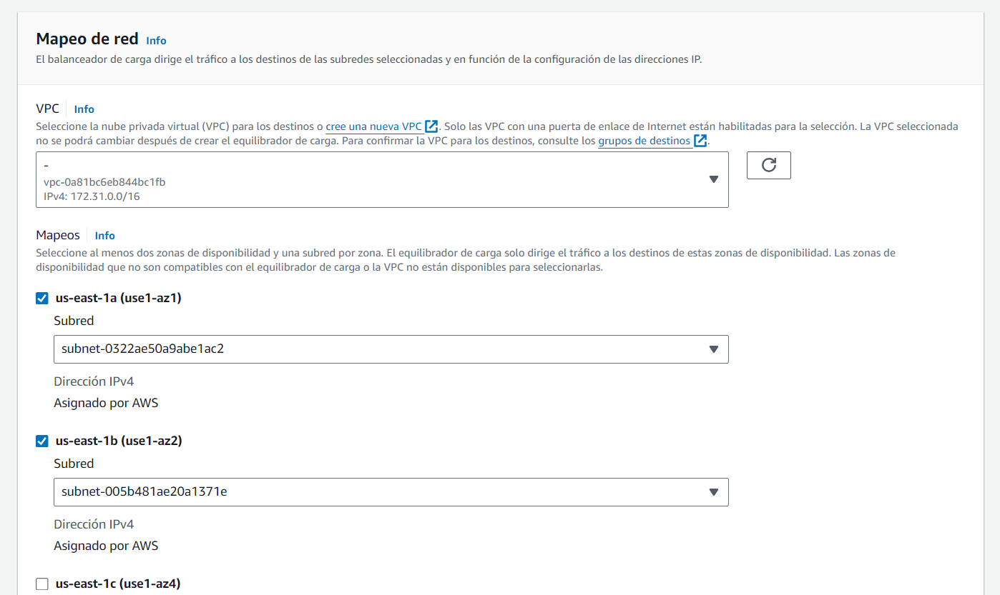 Mapeo de red Info
El balanceador de carga dirige el tráfico a los destinos de las subredes seleccionadas y en función de la configuración de las direcciones IP.
VPC Info
Seleccione la nube privada virtual (VPC) para los destinos o cree una nueva VPC. Solo las VPC con una puerta de enlace de Internet están habilitadas para la selección. La VPC seleccionada
no se podrá cambiar después de crear el equilibrador de carga. Para confirmar la VPC para los destinos, consulte los grupos de destinos.
-
vpc-0a81bc6eb844bc1fb
IPv4: 172.31.0.0/16
Mapeos Info
Seleccione al menos dos zonas de disponibilidad y una subred por zona. El equilibrador de carga solo dirige el tráfico a los destinos de estas zonas de disponibilidad. Las zonas de
disponibilidad que no son compatibles con el equilibrador de carga o la VPC no están disponibles para seleccionarlas.
us-east-1a (use1-az1)
Subred
subnet-0322ae50a9abe1ac2
Dirección IPv4
Asignado por AWS
us-east-1b (use1-az2)
Subred
subnet-005b481ae20a1371e
Dirección IPv4
Asignado por AWS
us-east-1c (use1-az4)